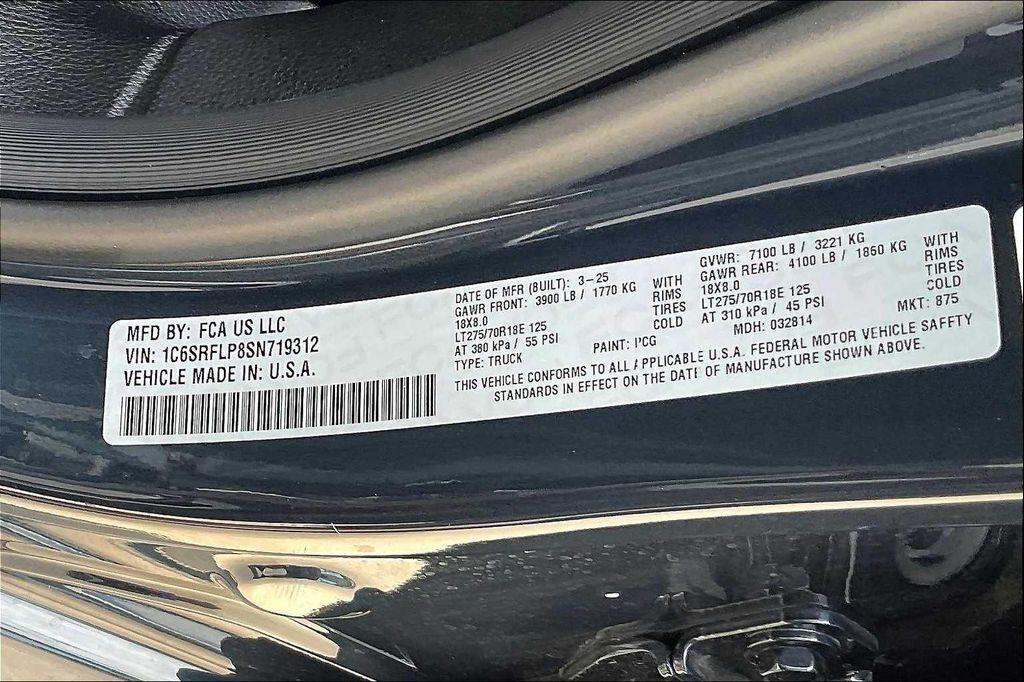 MFD BY: FCA US LLC
VIN: 1C6SRFLP8SN719312
VEHICLE MADE IN: U.S.A.
DATE OF MFR (BUILT): 3-25
GAWR FRONT: 3900 LB / 1770 KG WITH
18X8.0 RIMS
LT275/70R18E 125 TIRES
AT 380 kPa / 55 PSI COLD
TYPE: TRUCK PAINT: PCG
GVWR: 7100 LB / 3221 KG
GAWR REAR: 4100 LB / 1860 KG WITH
18X8.0 RIMS
LT275/70R18E 125 TIRES
AT 310 kPa / 45 PSI COLD
MDH: 032814 MKT: 875
THIS VEHICLE CONFORMS TO ALL APPLICABLE U.S.A. FEDERAL MOTOR VEHICLE SAFETY
STANDARDS IN EFFECT ON THE DATE OF MANUFACTURE SHOWN ABOVE.